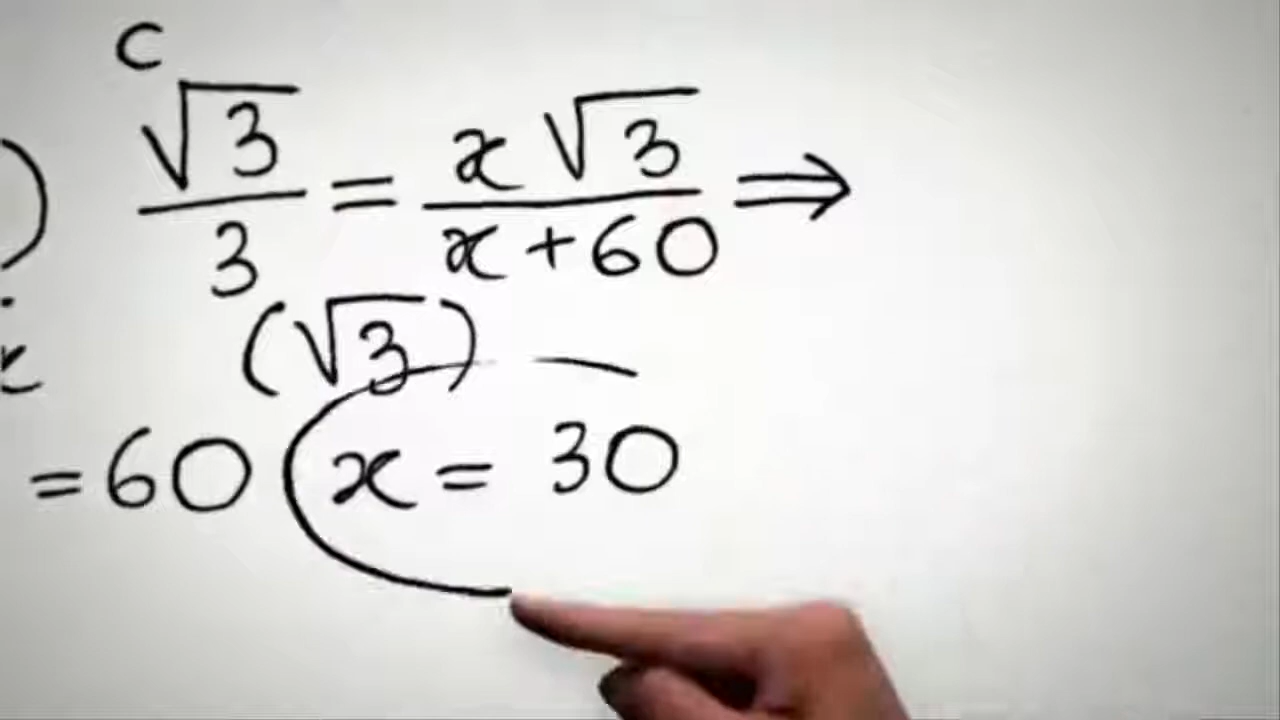 C
) √3/3 = x√3/(x+60) ⇒
(√3)
= 60 x = 30